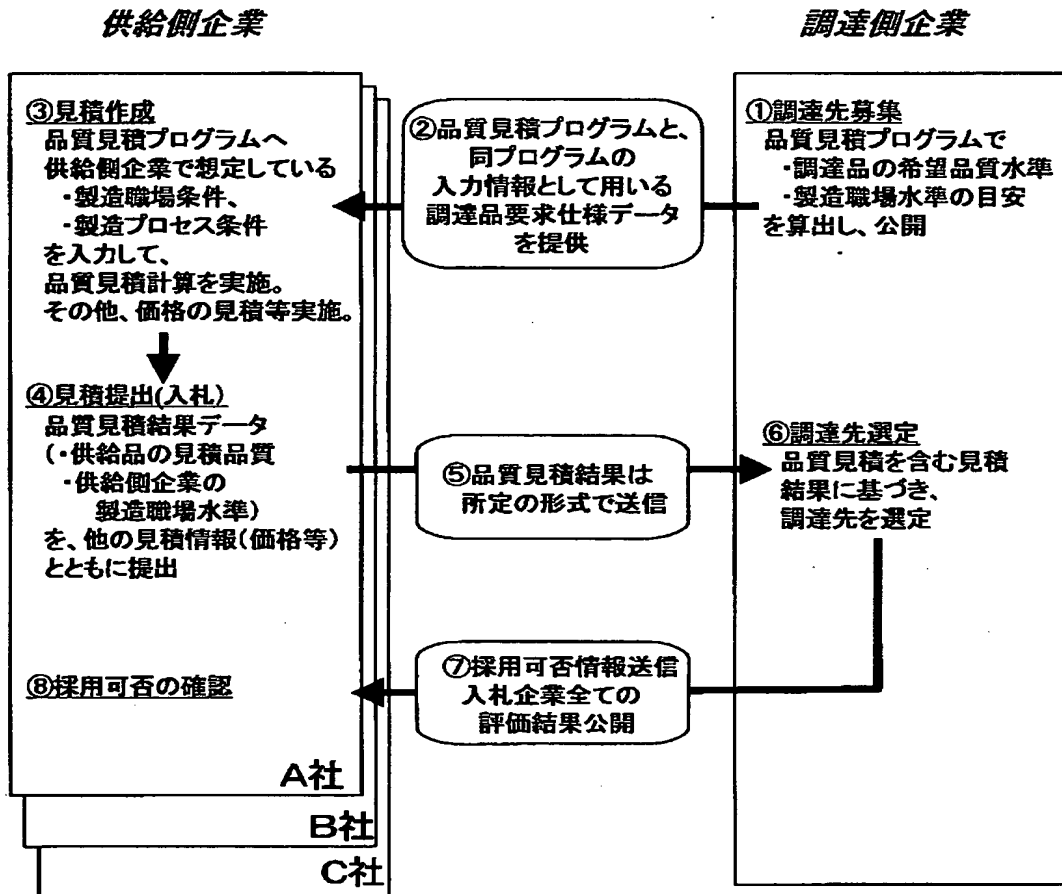 供給側企業
調達側企業
③見積作成
品質見積プログラムへ
供給側企業で想定している
・製造職場条件、
・製造プロセス条件
を入力して、
品質見積計算を実施。
その他、価格の見積等実施。
②品質見積プログラムと、
同プログラムの
入力情報として用いる
調達品要求仕様データ
を提供
①調達先募集
品質見積プログラムで
・調達品の希望品質水準
・製造職場水準の目安
を算出し、公開
④見積提出(入札)
品質見積結果データ
(・供給品の見積品質
・供給側企業の
製造職場水準)
を、他の見積情報(価格等)
とともに提出
⑤品質見積結果は
所定の形式で送信
⑥調達先選定
品質見積を含む見積
結果に基づき、
調達先を選定
⑦採用可否情報送信
入札企業全ての
評価結果公開
⑧採用可否の確認
A社
B社
C社